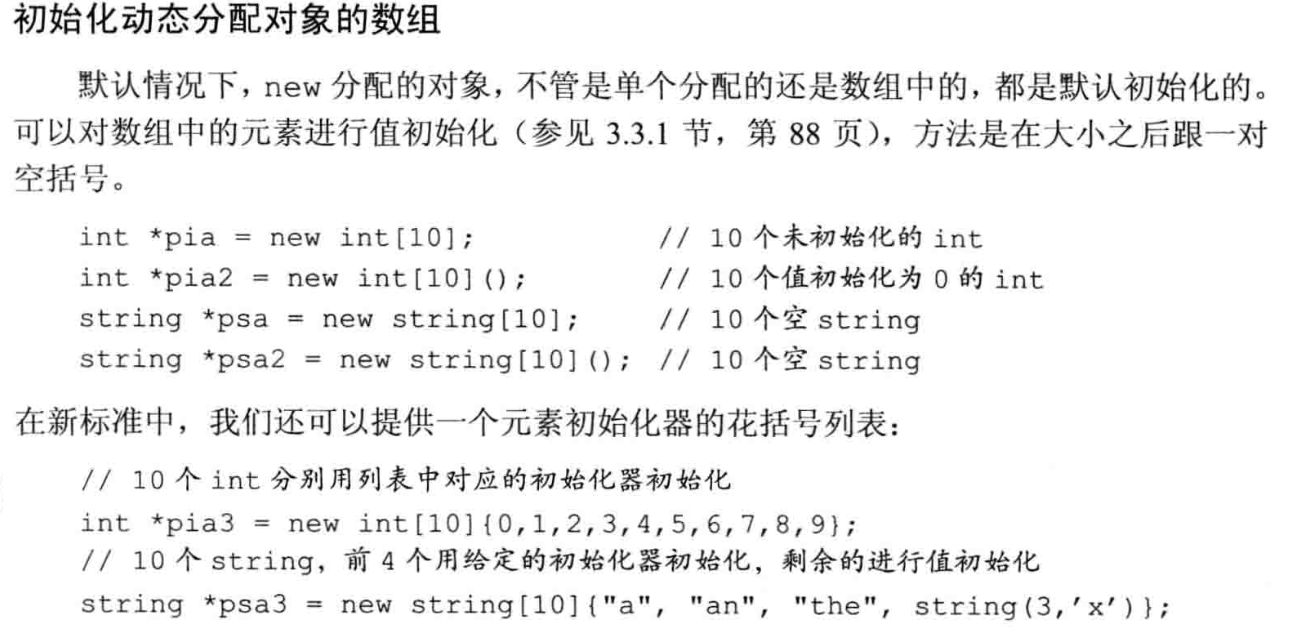 初始化动态分配对象的数组
默认情况下，new 分配的对象，不管是单个分配的还是数组中的，都是默认初始化的。
可以对数组中的元素进行值初始化（参见 3.3.1 节，第 88 页），方法是在大小之后跟一对
空括号。
int *pia = new int[10];          // 10 个未初始化的 int
int *pia2 = new int[10]();       // 10 个值初始化为 0 的 int
string *psa = new string[10];    // 10 个空 string
string *psa2 = new string[10](); // 10 个空 string
在新标准中，我们还可以提供一个元素初始化器的花括号列表：
// 10 个 int 分别用列表中对应的初始化器初始化
int *pia3 = new int[10]{0,1,2,3,4,5,6,7,8,9};
// 10 个 string，前 4 个用给定的初始化器初始化，剩余的进行值初始化
string *psa3 = new string[10]{"a", "an", "the", string(3,'x')};